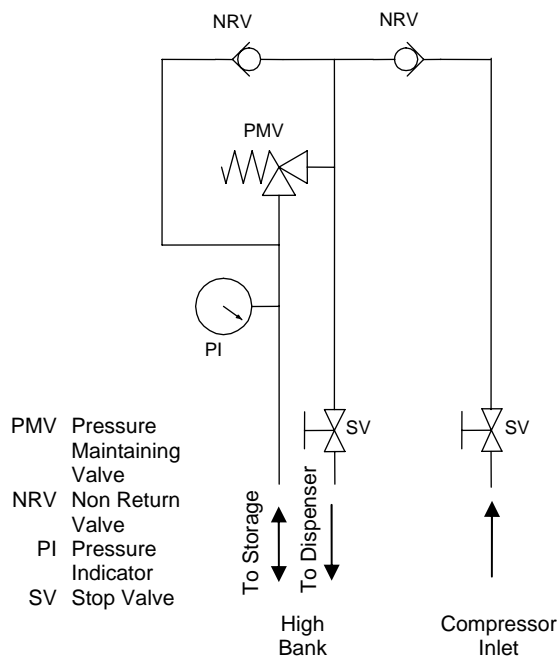 NRV
NRV
PMV
PI
SV
SV
PMV Pressure
Maintaining
Valve
NRV Non Return
Valve
PI Pressure
Indicator
SV Stop Valve
To Storage
To Dispenser
High
Bank
Compressor
Inlet